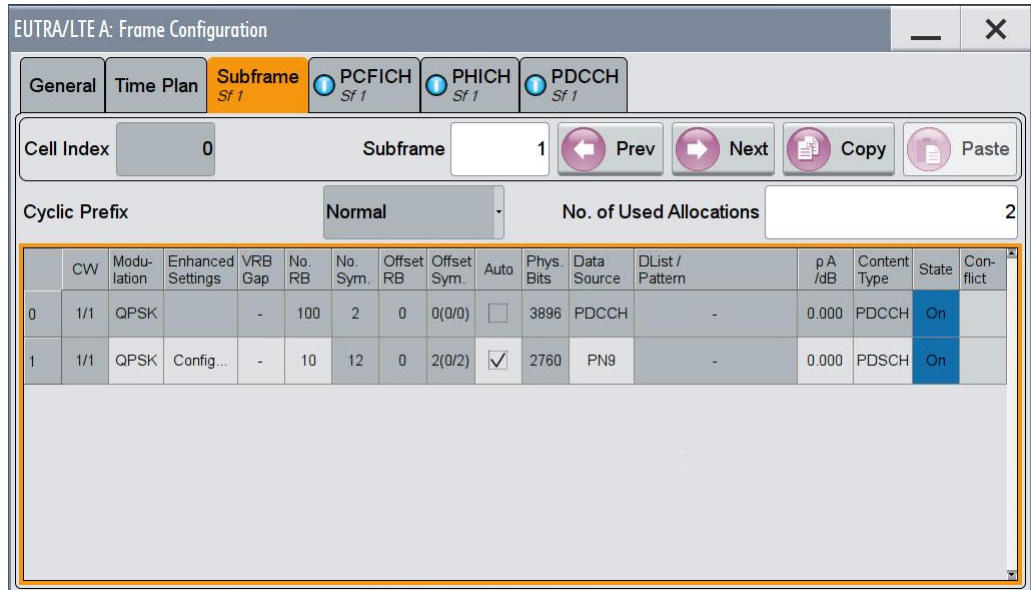 EUTRA/LTE A: Frame Configuration
General Time Plan Subframe Sf 1 PCFICH Sf 1 PHICH Sf 1 PDCCH Sf 1
Cell Index 0 Subframe 1 Prev Next Copy Paste
Cyclic Prefix Normal No. of Used Allocations 2
CW Modu-lation Enhanced Settings VRB Gap No. RB No. Sym. Offset RB Offset Sym. Auto Phys. Bits Data Source DList / Pattern p A /dB Content Type State Con-flict
0 1/1 QPSK - 100 2 0 0(0/0) 3896 PDCCH - 0.000 PDCCH On
1 1/1 QPSK Config... - 10 12 0 2(0/2) 2760 PN9 - 0.000 PDSCH On